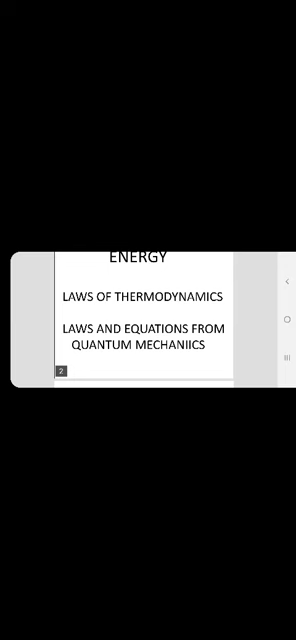 ENERGY
LAWS OF THERMODYNAMICS
LAWS AND EQUATIONS FROM
QUANTUM MECHANIICS
2